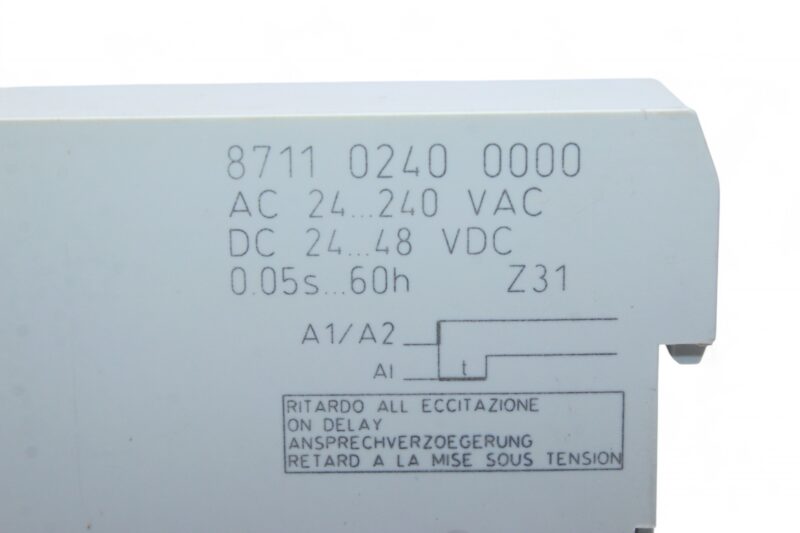 8711 0240 0000
AC 24...240 VAC
DC 24...48 VDC
0.05s...60h Z31
A1/A2
A1 t
RITARDO ALL ECCITAZIONE
ON DELAY
ANSPRECHVERZOEGERUNG
RETARD A LA MISE SOUS TENSION